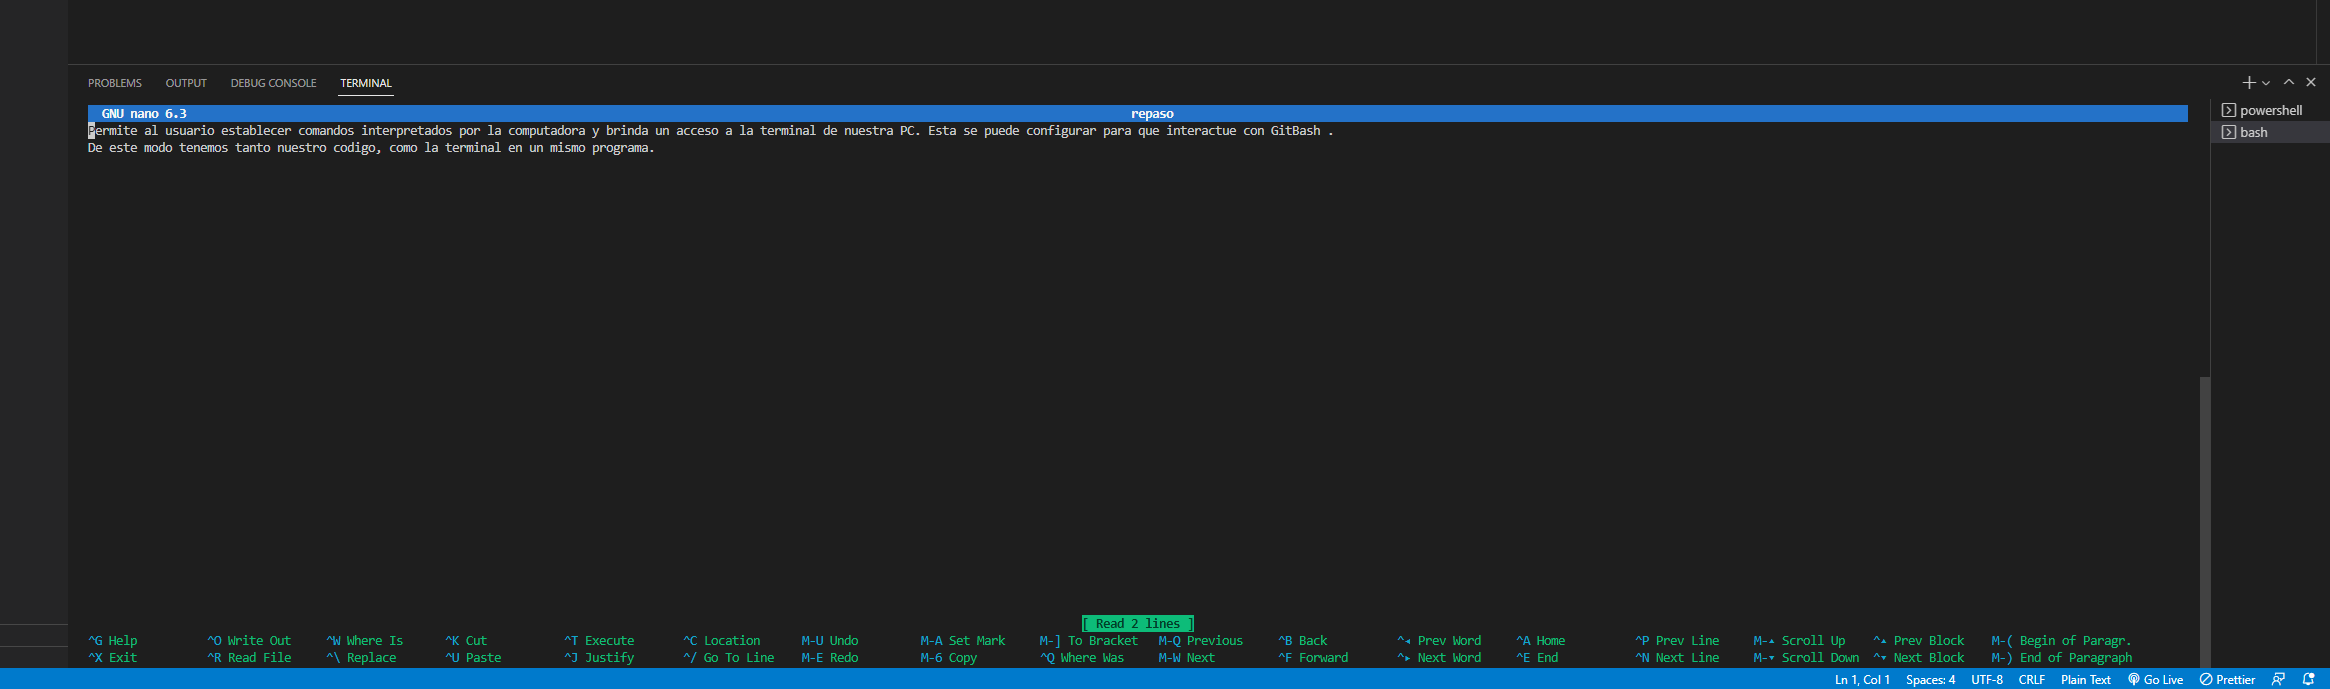 PROBLEMS OUTPUT DEBUG CONSOLE TERMINAL
GNU nano 6.3 repaso
Permite al usuario establecer comandos interpretados por la computadora y brinda un acceso a la terminal de nuestra PC. Esta se puede configurar para que interactue con GitBash .
De este modo tenemos tanto nuestro codigo, como la terminal en un mismo programa.
powershell
bash
[ Read 2 lines ]
^G Help ^O Write Out ^W Where Is ^K Cut ^T Execute ^C Location M-U Undo M-A Set Mark M-] To Bracket M-Q Previous ^B Back ^◂ Prev Word ^A Home ^P Prev Line M-▴ Scroll Up ^▴ Prev Block M-( Begin of Paragr.
^X Exit ^R Read File ^\ Replace ^U Paste ^J Justify ^/ Go To Line M-E Redo M-6 Copy ^Q Where Was M-W Next ^F Forward ^▸ Next Word ^E End ^N Next Line M-▾ Scroll Down ^▾ Next Block M-) End of Paragraph
Ln 1, Col 1 Spaces: 4 UTF-8 CRLF Plain Text Go Live Prettier